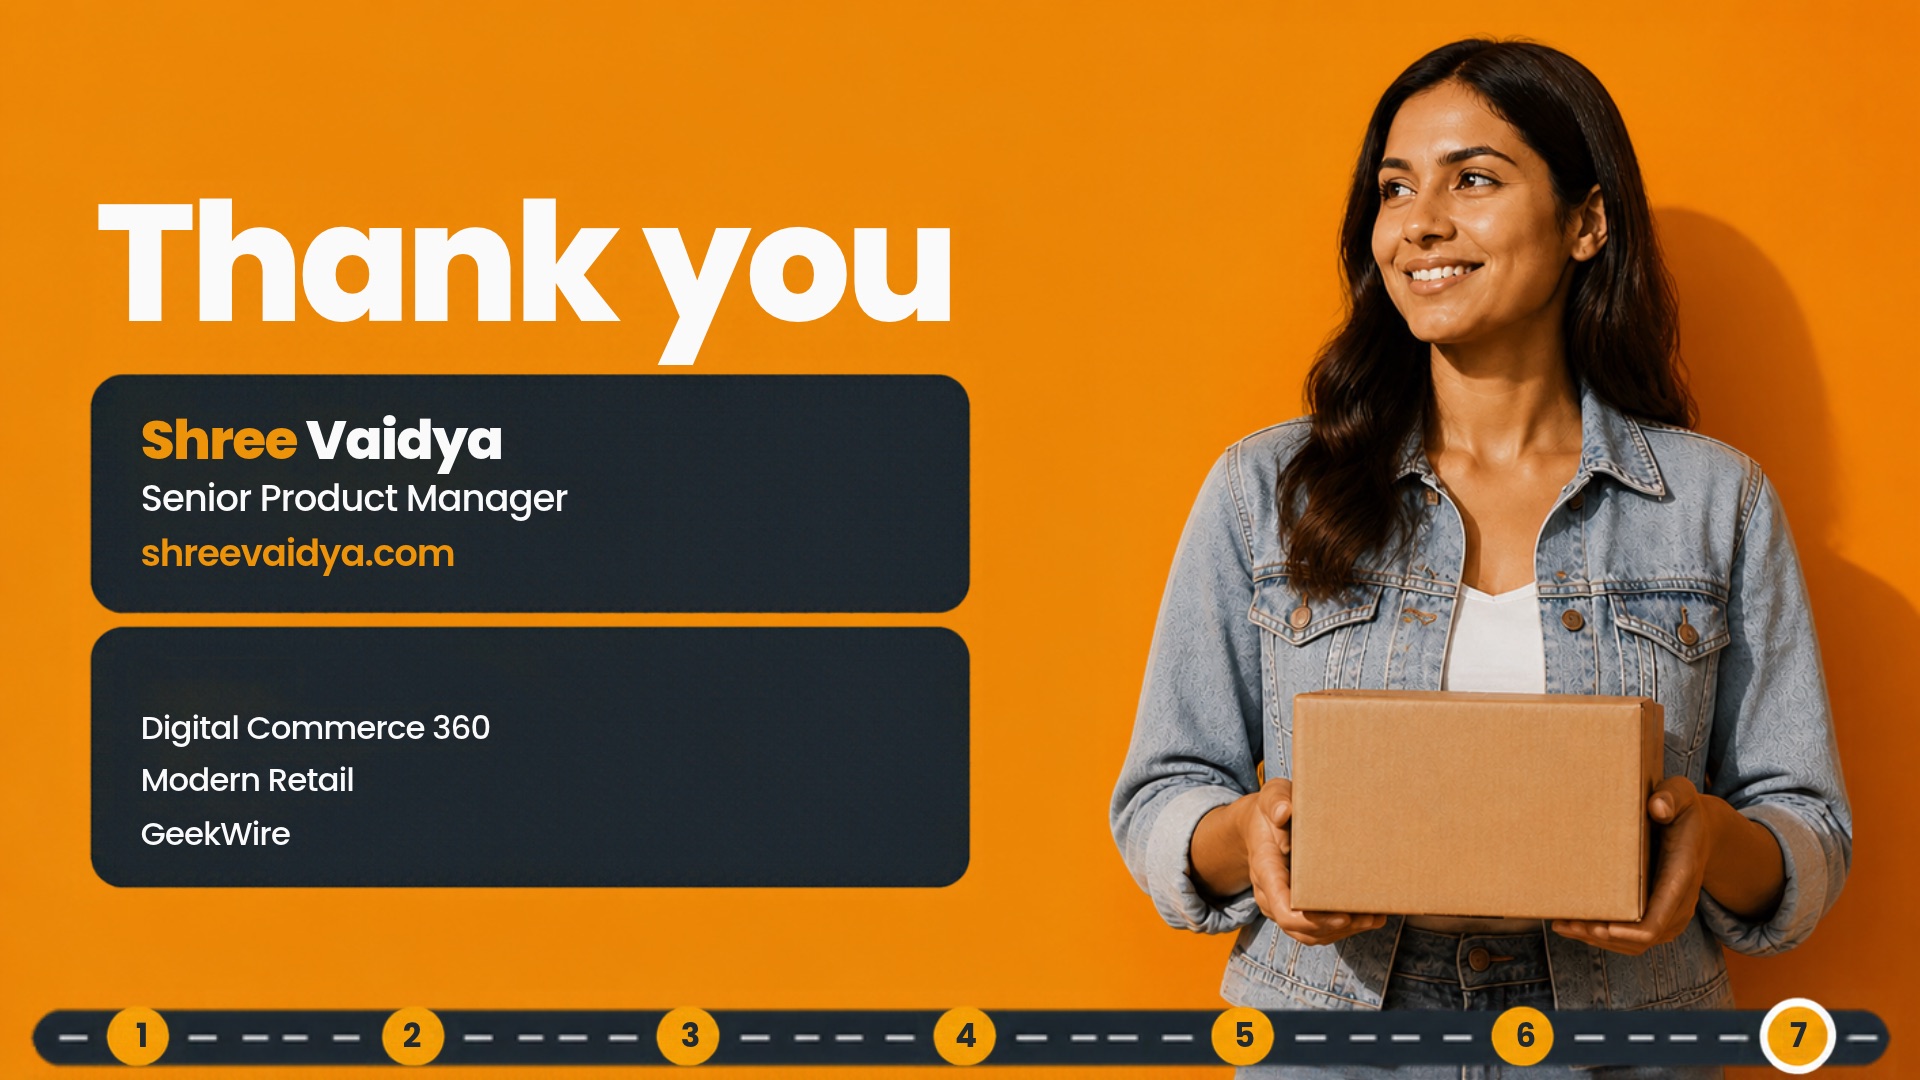 Thank you
Shree Vaidya
Senior Product Manager
shreevaidya.com
Digital Commerce 360
Modern Retail
GeekWire
1 2 3 4 5 6 7